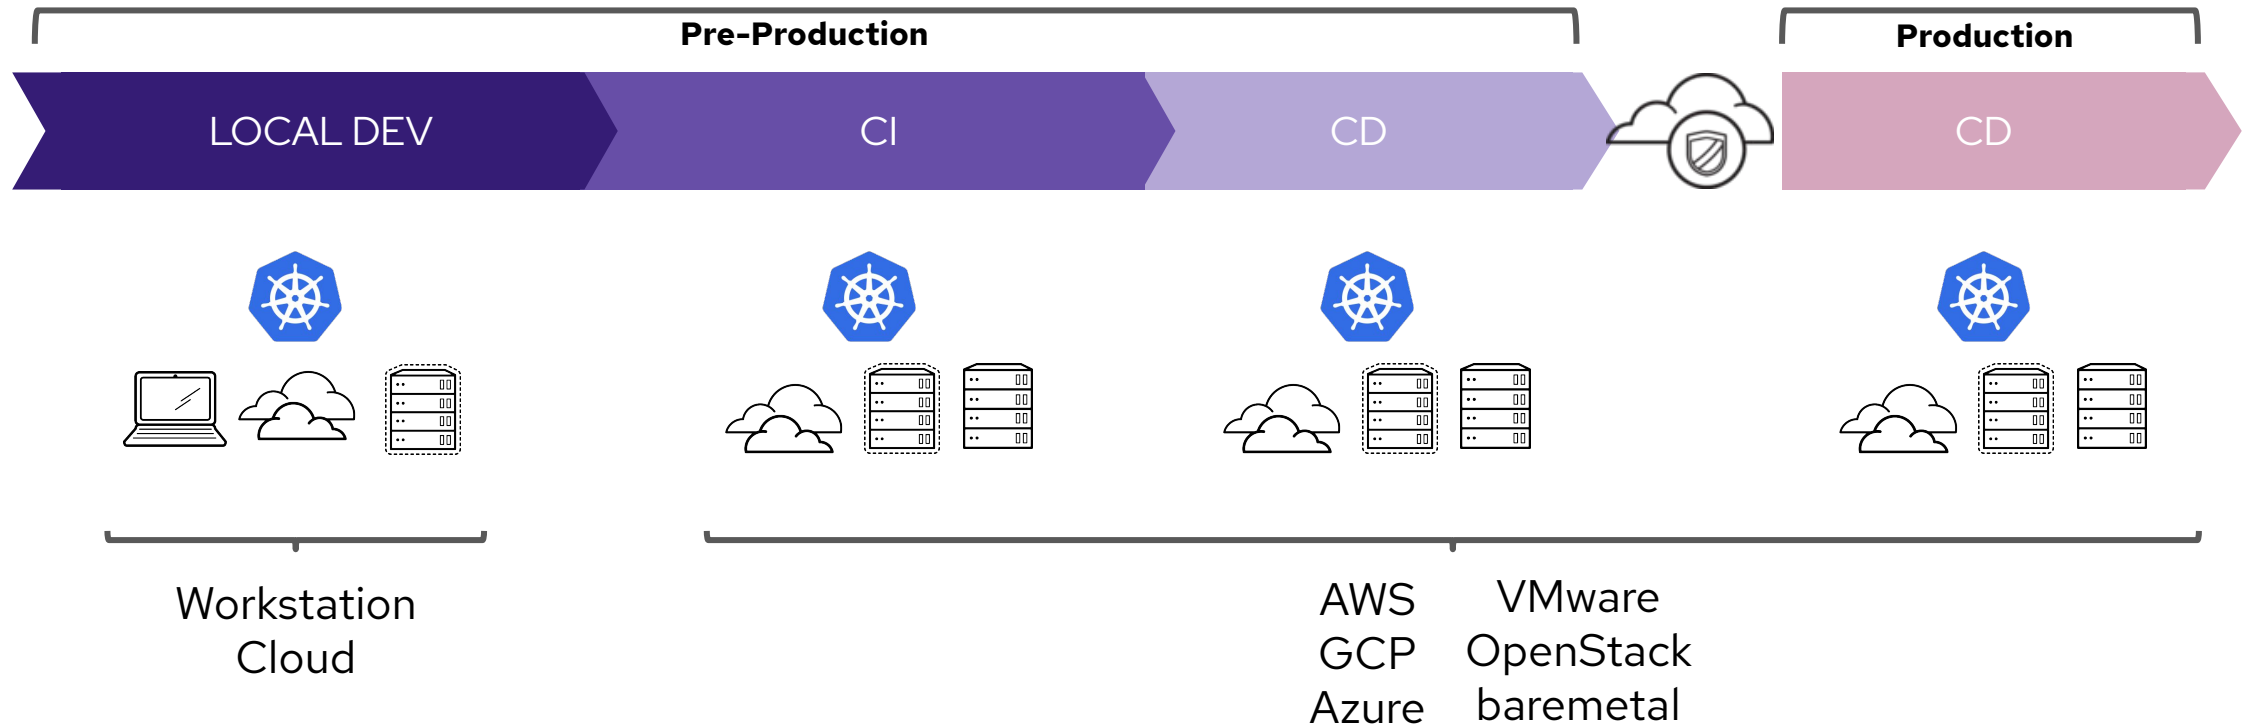 Pre-Production
Production
LOCAL DEV
CI
CD
CD
Workstation
Cloud
AWS
GCP
Azure
VMware
OpenStack
baremetal